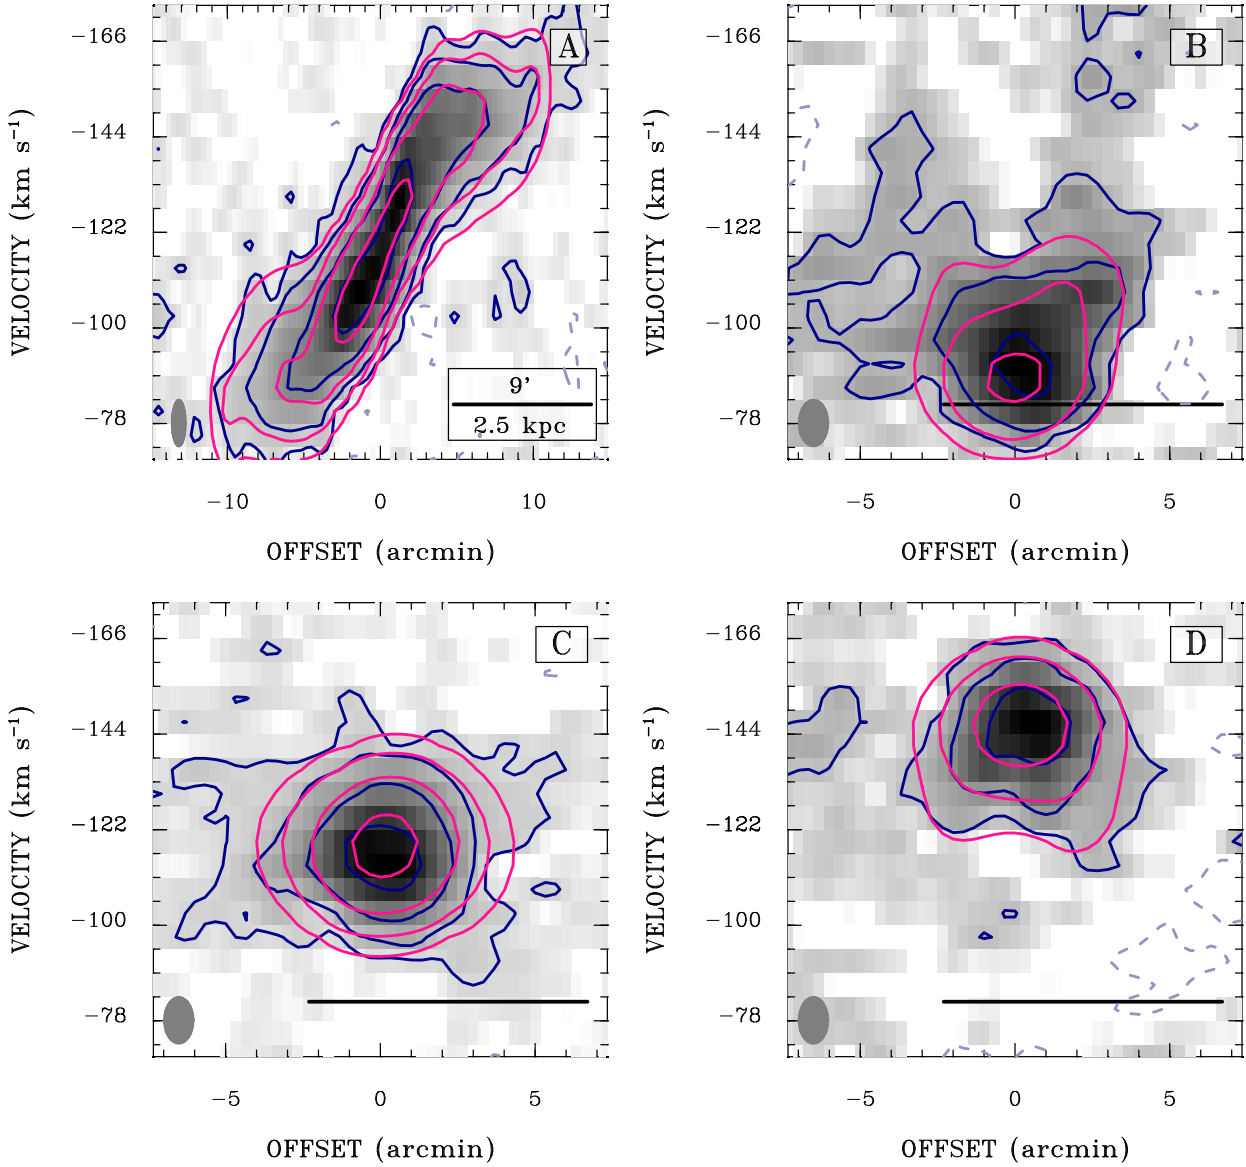 A
VELOCITY (km s⁻¹)
−166
−144
−122
−100
−78
9'
2.5 kpc
−10 0 10
OFFSET (arcmin)
B
VELOCITY (km s⁻¹)
−166
−144
−122
−100
−78
−5 0 5
OFFSET (arcmin)
C
VELOCITY (km s⁻¹)
−166
−144
−122
−100
−78
−5 0 5
OFFSET (arcmin)
D
VELOCITY (km s⁻¹)
−166
−144
−122
−100
−78
−5 0 5
OFFSET (arcmin)